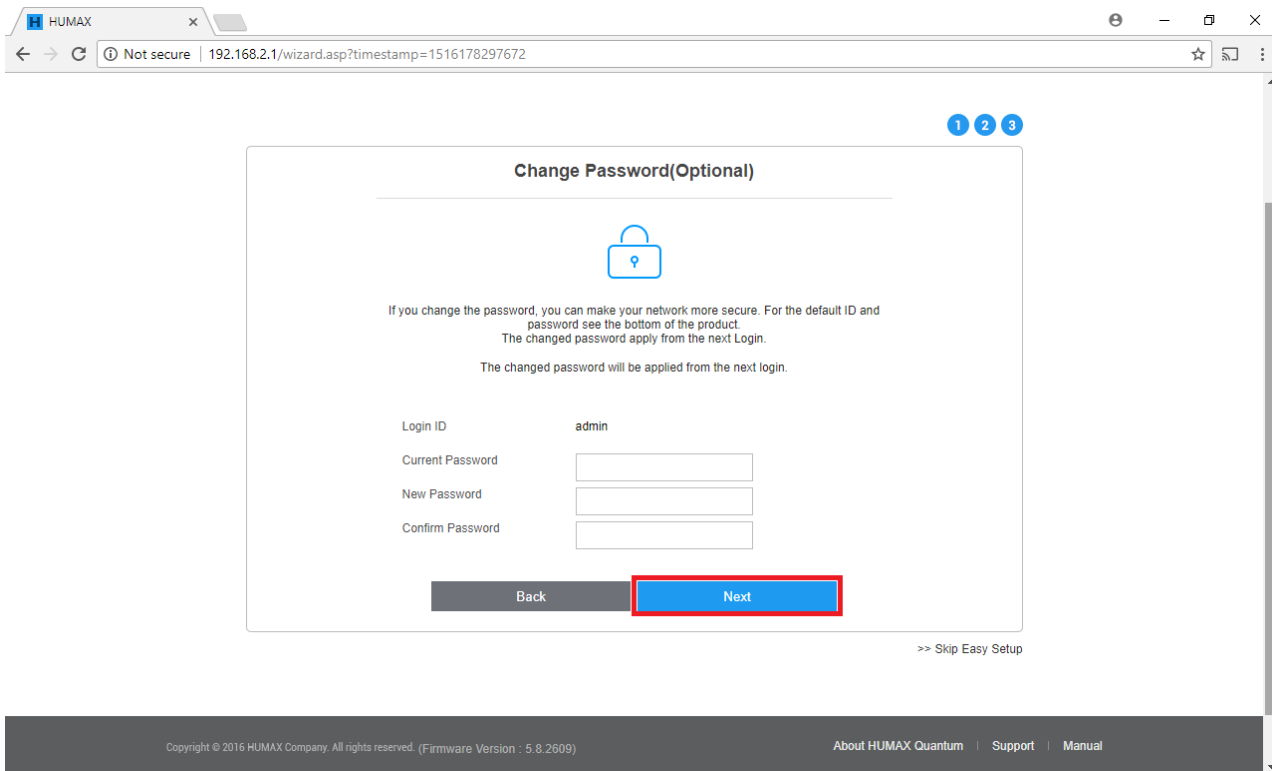 HUMAX
Not secure | 192.168.2.1/wizard.asp?timestamp=1516178297672
1 2 3
Change Password(Optional)
If you change the password, you can make your network more secure. For the default ID and
password see the bottom of the product.
The changed password apply from the next Login.
The changed password will be applied from the next login.
Login ID admin
Current Password
New Password
Confirm Password
Back Next
>> Skip Easy Setup
Copyright © 2016 HUMAX Company. All rights reserved. (Firmware Version : 5.8.2609) About HUMAX Quantum | Support | Manual